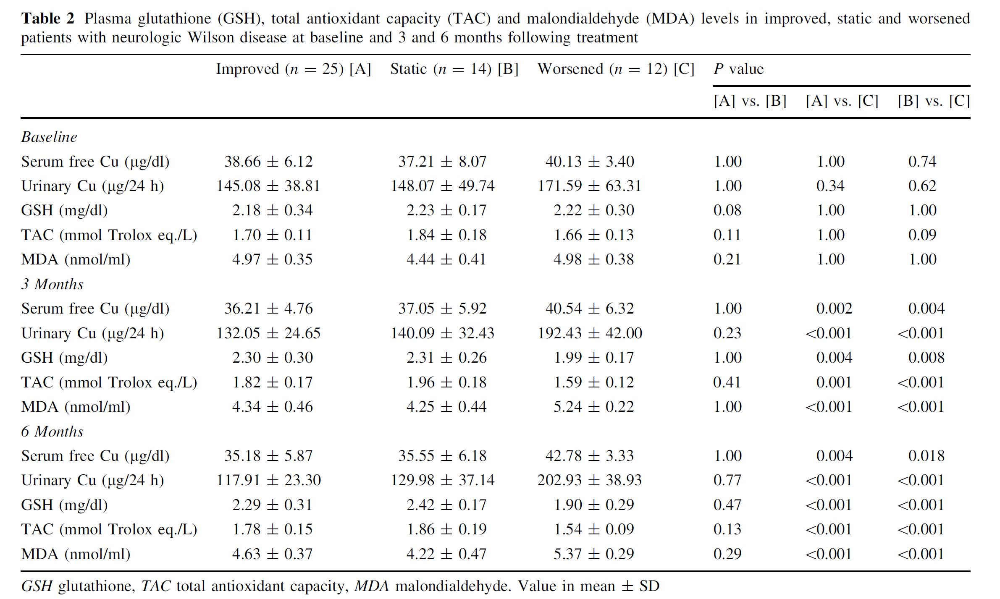 Table 2 Plasma glutathione (GSH), total antioxidant capacity (TAC) and malondialdehyde (MDA) levels in improved, static and worsened
patients with neurologic Wilson disease at baseline and 3 and 6 months following treatment
Improved (n = 25) [A] Static (n = 14) [B] Worsened (n = 12) [C] P value
[A] vs. [B] [A] vs. [C] [B] vs. [C]
Baseline
Serum free Cu (μg/dl) 38.66 ± 6.12 37.21 ± 8.07 40.13 ± 3.40 1.00 1.00 0.74
Urinary Cu (μg/24 h) 145.08 ± 38.81 148.07 ± 49.74 171.59 ± 63.31 1.00 0.34 0.62
GSH (mg/dl) 2.18 ± 0.34 2.23 ± 0.17 2.22 ± 0.30 0.08 1.00 1.00
TAC (mmol Trolox eq./L) 1.70 ± 0.11 1.84 ± 0.18 1.66 ± 0.13 0.11 1.00 0.09
MDA (nmol/ml) 4.97 ± 0.35 4.44 ± 0.41 4.98 ± 0.38 0.21 1.00 1.00
3 Months
Serum free Cu (μg/dl) 36.21 ± 4.76 37.05 ± 5.92 40.54 ± 6.32 1.00 0.002 0.004
Urinary Cu (μg/24 h) 132.05 ± 24.65 140.09 ± 32.43 192.43 ± 42.00 0.23 <0.001 <0.001
GSH (mg/dl) 2.30 ± 0.30 2.31 ± 0.26 1.99 ± 0.17 1.00 0.004 0.008
TAC (mmol Trolox eq./L) 1.82 ± 0.17 1.96 ± 0.18 1.59 ± 0.12 0.41 0.001 <0.001
MDA (nmol/ml) 4.34 ± 0.46 4.25 ± 0.44 5.24 ± 0.22 1.00 <0.001 <0.001
6 Months
Serum free Cu (μg/dl) 35.18 ± 5.87 35.55 ± 6.18 42.78 ± 3.33 1.00 0.004 0.018
Urinary Cu (μg/24 h) 117.91 ± 23.30 129.98 ± 37.14 202.93 ± 38.93 0.77 <0.001 <0.001
GSH (mg/dl) 2.29 ± 0.31 2.42 ± 0.17 1.90 ± 0.29 0.47 <0.001 <0.001
TAC (mmol Trolox eq./L) 1.78 ± 0.15 1.86 ± 0.19 1.54 ± 0.09 0.13 <0.001 <0.001
MDA (nmol/ml) 4.63 ± 0.37 4.22 ± 0.47 5.37 ± 0.29 0.29 <0.001 <0.001
GSH glutathione, TAC total antioxidant capacity, MDA malondialdehyde. Value in mean ± SD